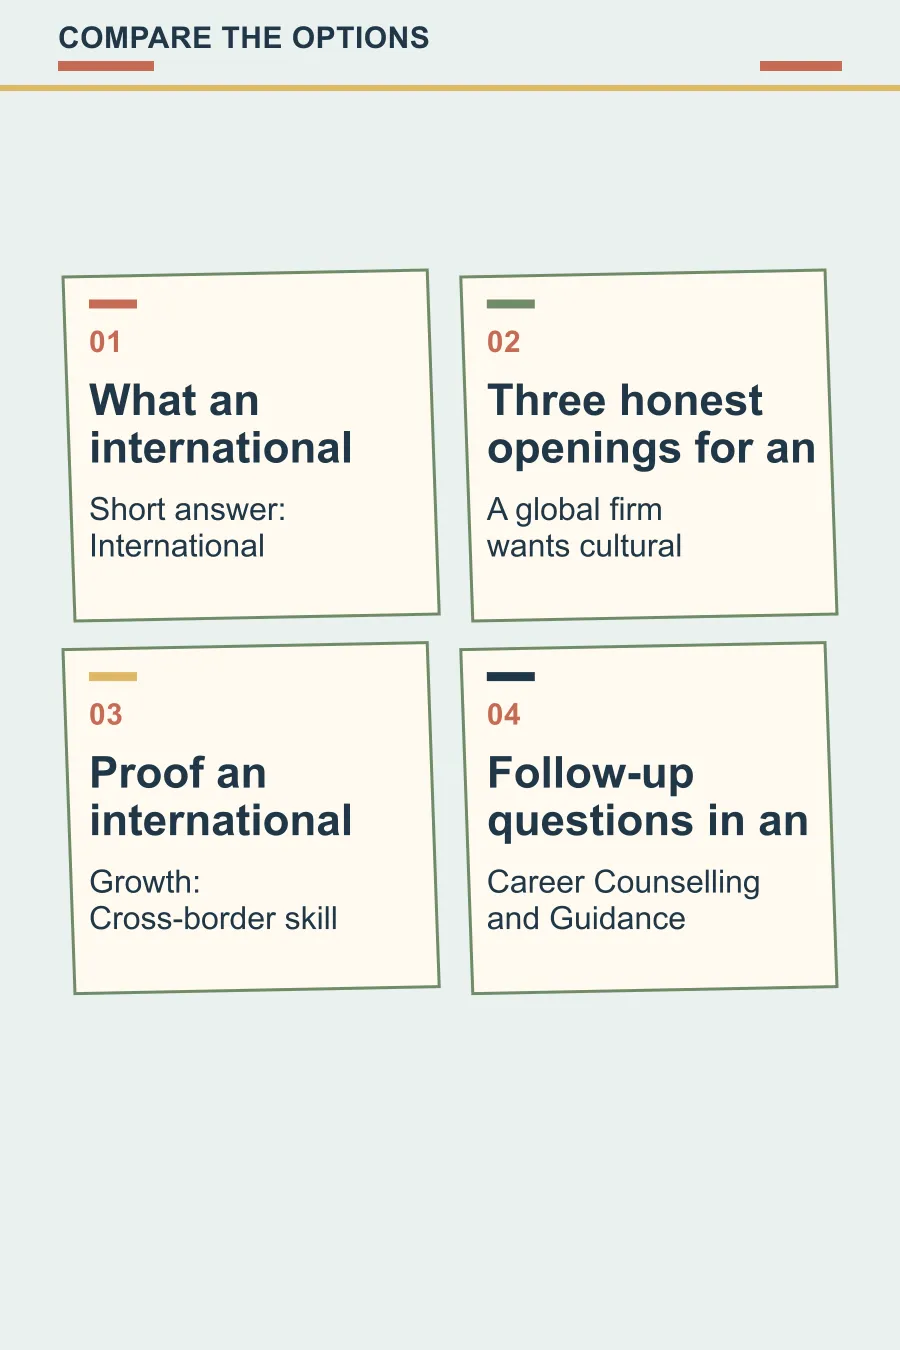 COMPARE THE OPTIONS
01
What an
international
Short answer:
International
02
Three honest
openings for an
A global firm
wants cultural
03
Proof an
international
Growth:
Cross-border skill
04
Follow-up
questions in an
Career Counselling
and Guidance